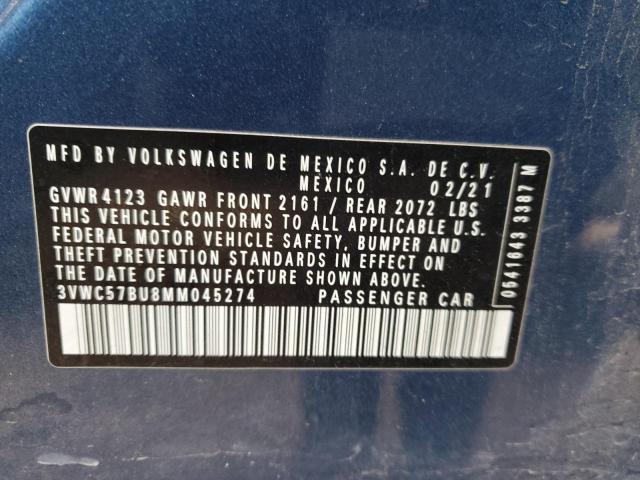 MFD BY VOLKSWAGEN DE MEXICO S.A. DE C.V.
MEXICO 02/21
GVWR 4123 GAWR FRONT 2161 / REAR 2072 LBS
THIS VEHICLE CONFORMS TO ALL APPLICABLE U.S.
FEDERAL MOTOR VEHICLE SAFETY, BUMPER AND
THEFT PREVENTION STANDARDS IN EFFECT ON
THE DATE OF MANUFACTURE SHOWN ABOVE.
3VWC57BU8MM045274 PASSENGER CAR
0541643 3387 M